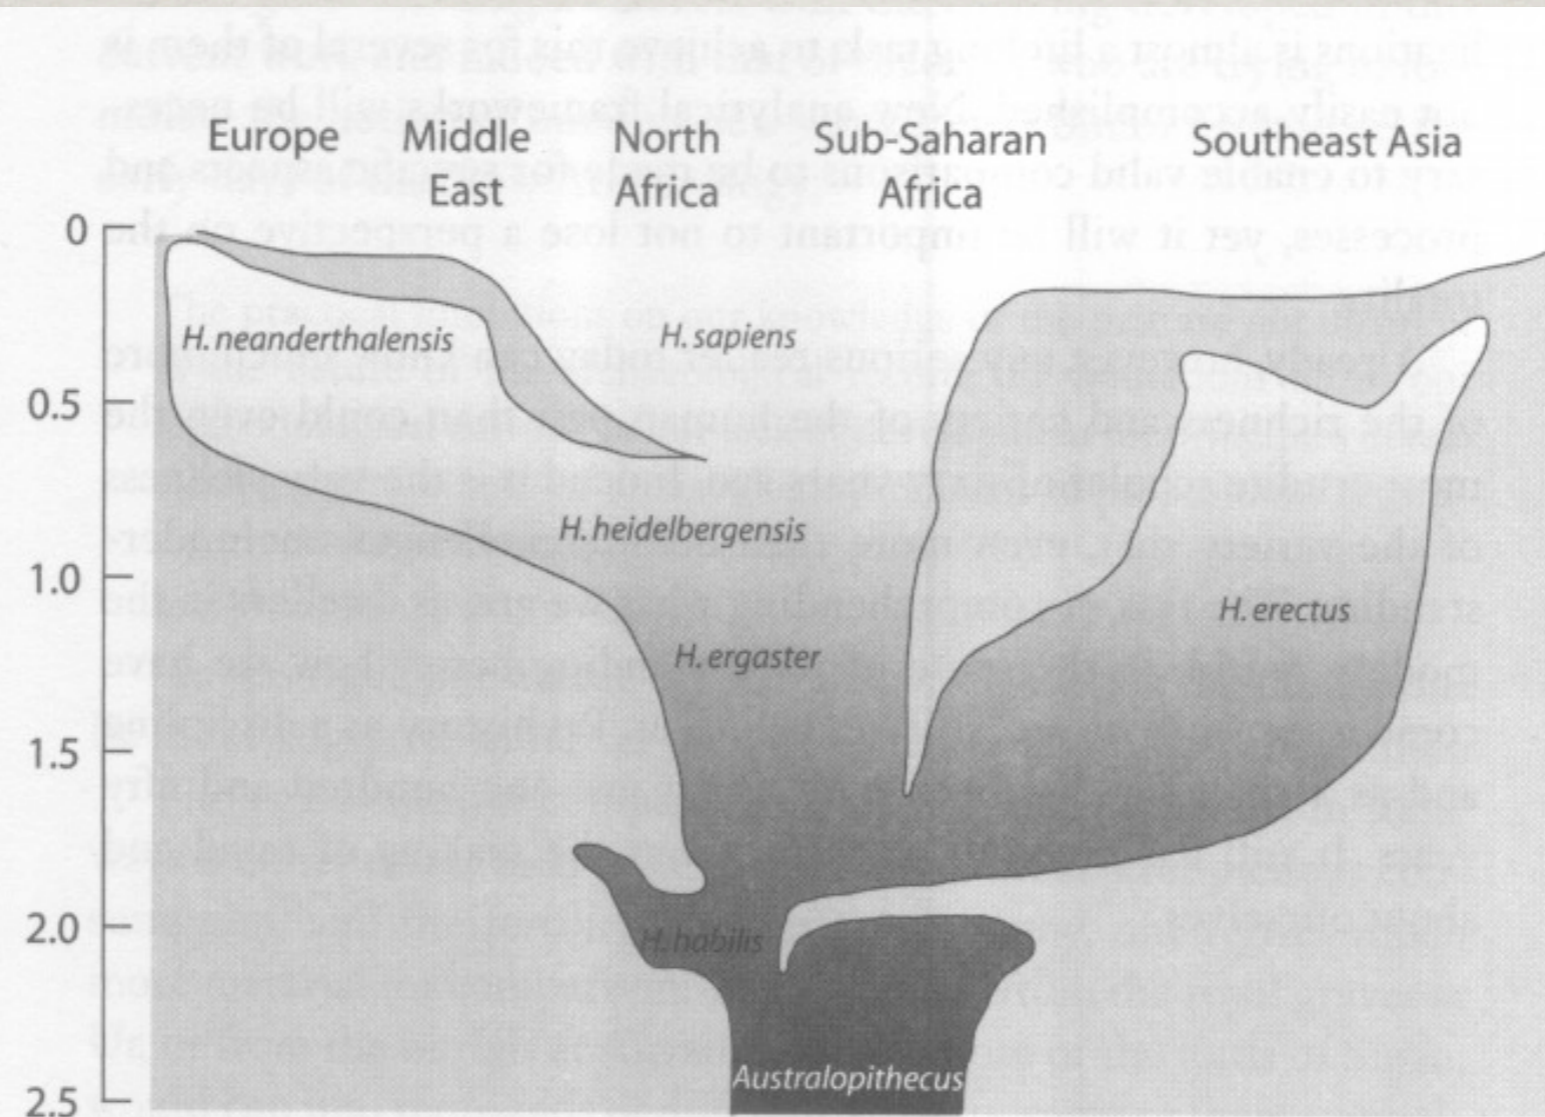 Europe
Middle
East
North
Africa
Sub-Saharan
Africa
Southeast Asia
0
H. neanderthalensis
H. sapiens
0.5
H. heidelbergensis
1.0
H. erectus
H. ergaster
1.5
2.0
H. habilis
Australopithecus
2.5